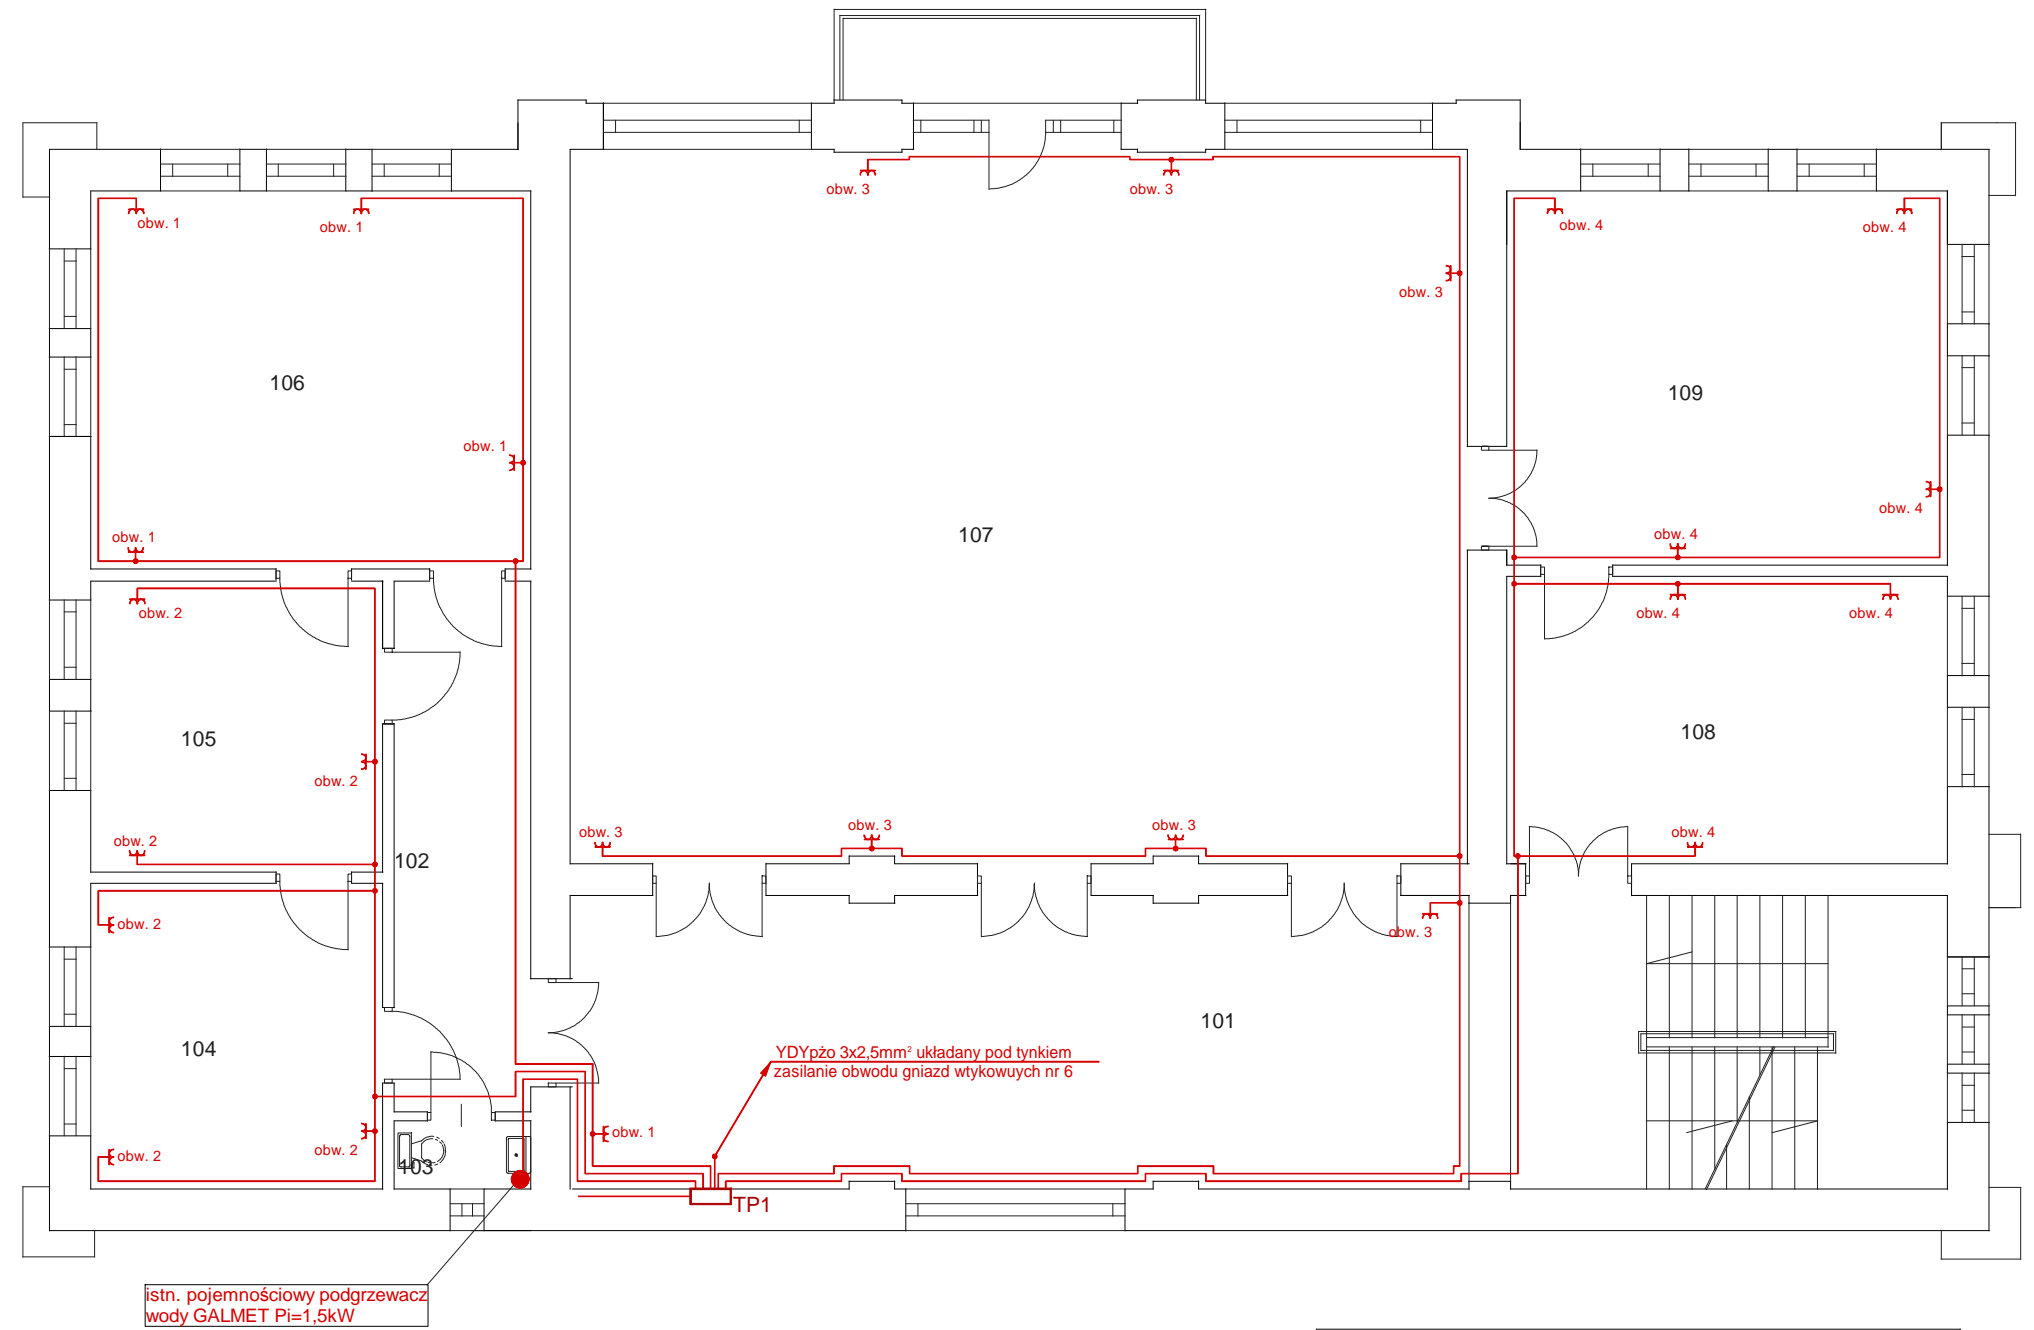 obw. 3
obw. 3
obw. 1
obw. 1
obw. 4
obw. 4
obw. 3
106
109
obw. 1
obw. 4
107
obw. 1
obw. 4
obw. 2
obw. 4
obw. 4
108
105
obw. 2
obw. 3
obw. 3
obw. 3
obw. 4
obw. 2
102
obw. 2
obw. 3
101
104
YDYpżo 3x2,5mm² układany pod tynkiem
zasilanie obwodu gniazd wtykowuych nr 6
obw. 1
obw. 2
obw. 2
103
TP1
istn. pojemnościowy podgrzewacz
wody GALMET Pi=1,5kW